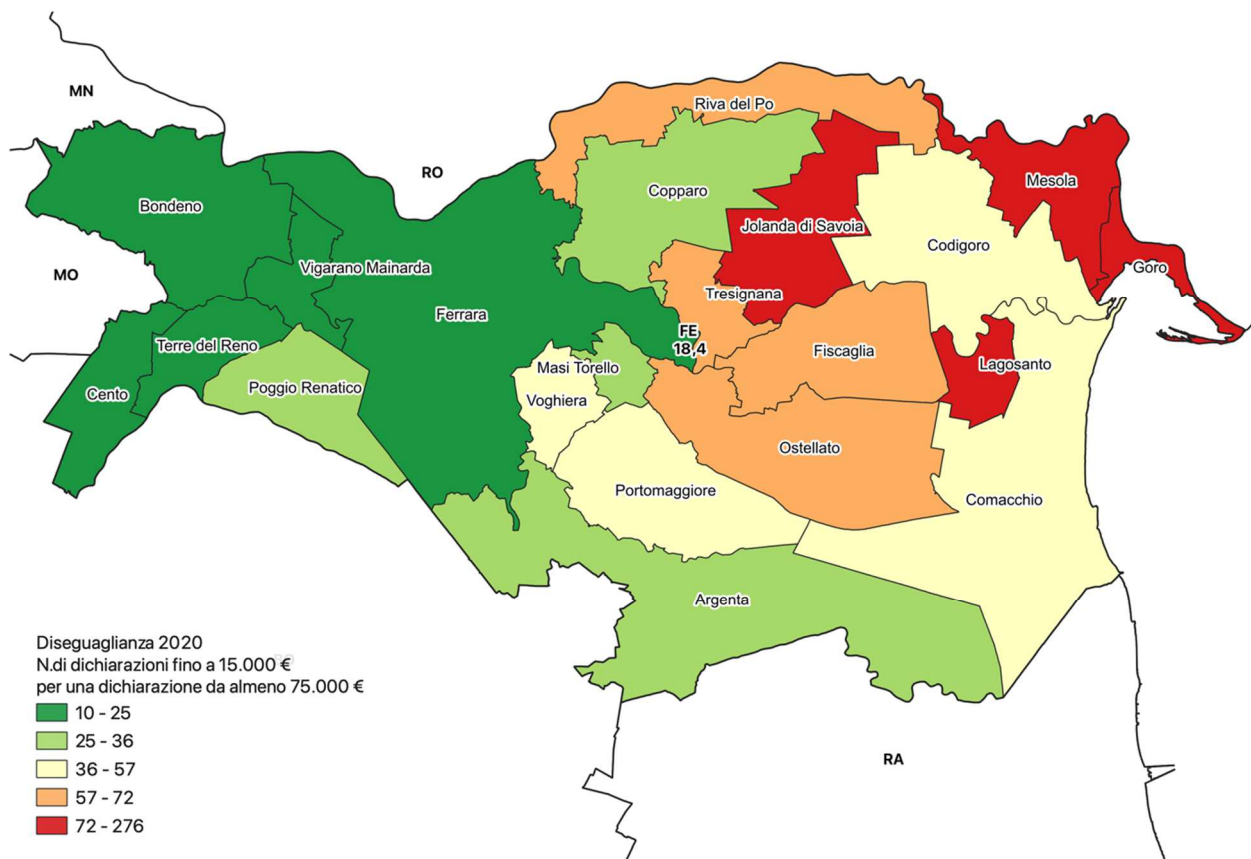 MN
Riva del Po
RO
Copparo
Mesola
Bondeno
Jolanda di Savoia
Codigoro
MO
Vigarano Mainarda
Goro
Tresignana
Ferrara
FE
18,4
Terre del Reno
Fiscaglia
Lagosanto
Masi Torello
Cento
Poggio Renatico
Voghiera
Ostellato
Portomaggiore
Comacchio
Argenta
Diseguaglianza 2020
N.di dichiarazioni fino a 15.000 €
per una dichiarazione da almeno 75.000 €
10 - 25
25 - 36
36 - 57
57 - 72
72 - 276
RA